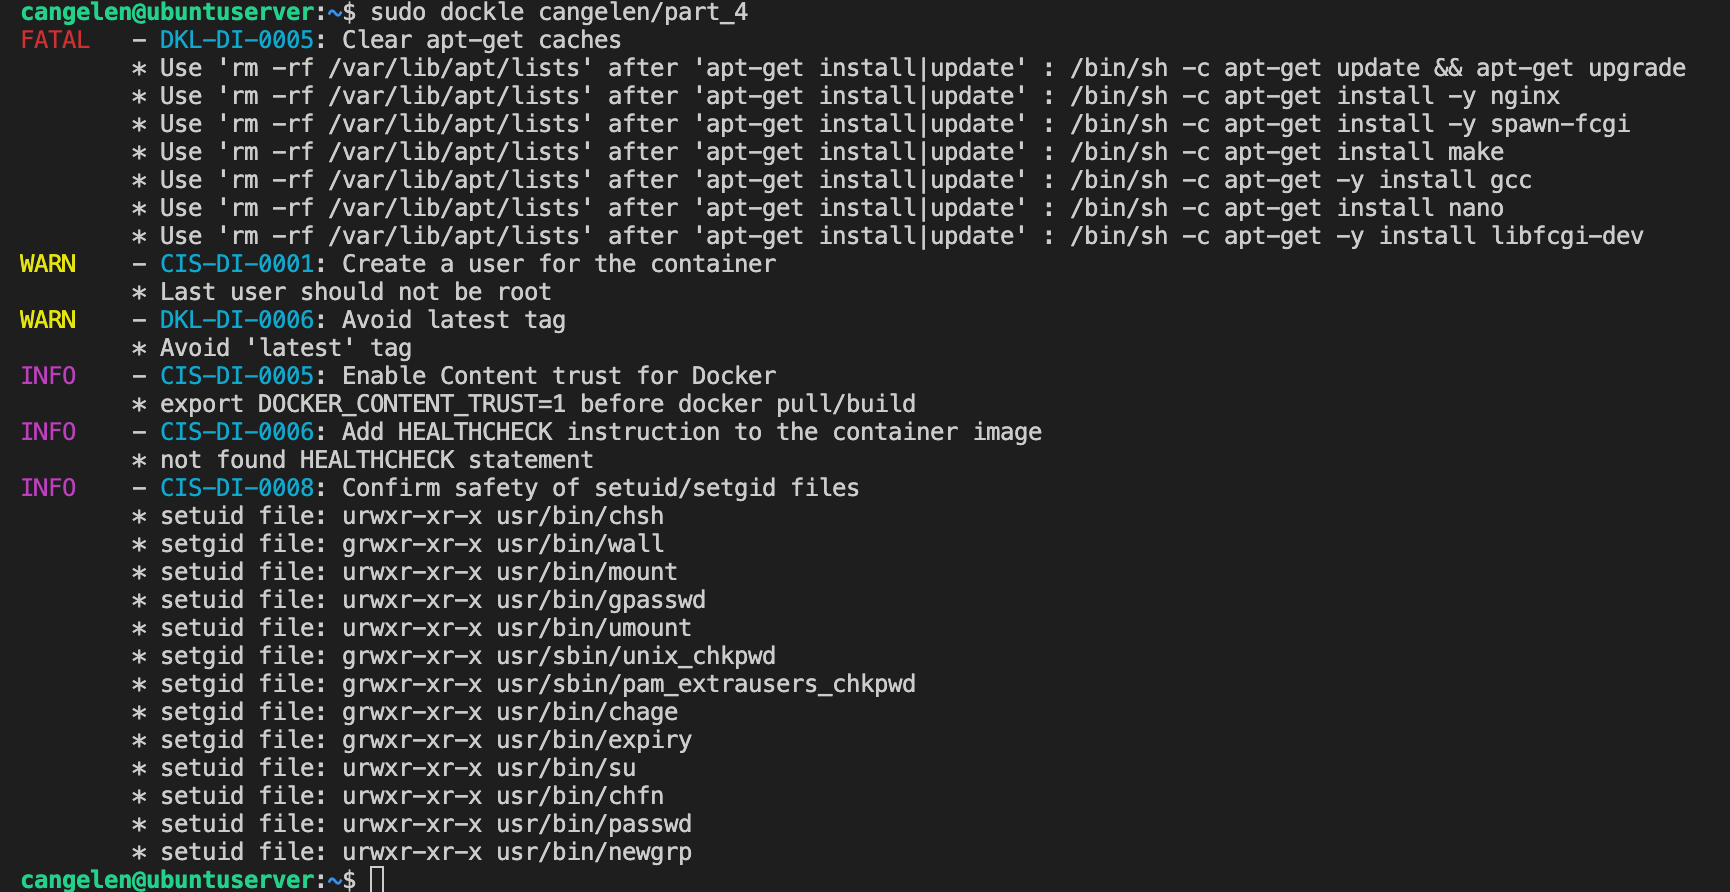 cangelen@ubuntuserver:~$ sudo dockle cangelen/part_4
FATAL - DKL-DI-0005: Clear apt-get caches
* Use 'rm -rf /var/lib/apt/lists' after 'apt-get install|update' : /bin/sh -c apt-get update && apt-get upgrade
* Use 'rm -rf /var/lib/apt/lists' after 'apt-get install|update' : /bin/sh -c apt-get install -y nginx
* Use 'rm -rf /var/lib/apt/lists' after 'apt-get install|update' : /bin/sh -c apt-get install -y spawn-fcgi
* Use 'rm -rf /var/lib/apt/lists' after 'apt-get install|update' : /bin/sh -c apt-get install make
* Use 'rm -rf /var/lib/apt/lists' after 'apt-get install|update' : /bin/sh -c apt-get -y install gcc
* Use 'rm -rf /var/lib/apt/lists' after 'apt-get install|update' : /bin/sh -c apt-get install nano
* Use 'rm -rf /var/lib/apt/lists' after 'apt-get install|update' : /bin/sh -c apt-get -y install libfcgi-dev
WARN - CIS-DI-0001: Create a user for the container
* Last user should not be root
WARN - DKL-DI-0006: Avoid latest tag
* Avoid 'latest' tag
INFO - CIS-DI-0005: Enable Content trust for Docker
* export DOCKER_CONTENT_TRUST=1 before docker pull/build
INFO - CIS-DI-0006: Add HEALTHCHECK instruction to the container image
* not found HEALTHCHECK statement
INFO - CIS-DI-0008: Confirm safety of setuid/setgid files
* setuid file: urwxr-xr-x usr/bin/chsh
* setgid file: grwxr-xr-x usr/bin/wall
* setuid file: urwxr-xr-x usr/bin/mount
* setuid file: urwxr-xr-x usr/bin/gpasswd
* setuid file: urwxr-xr-x usr/bin/umount
* setgid file: grwxr-xr-x usr/sbin/unix_chkpwd
* setgid file: grwxr-xr-x usr/sbin/pam_extrausers_chkpwd
* setgid file: grwxr-xr-x usr/bin/chage
* setgid file: grwxr-xr-x usr/bin/expiry
* setuid file: urwxr-xr-x usr/bin/su
* setuid file: urwxr-xr-x usr/bin/chfn
* setuid file: urwxr-xr-x usr/bin/passwd
* setuid file: urwxr-xr-x usr/bin/newgrp
cangelen@ubuntuserver:~$